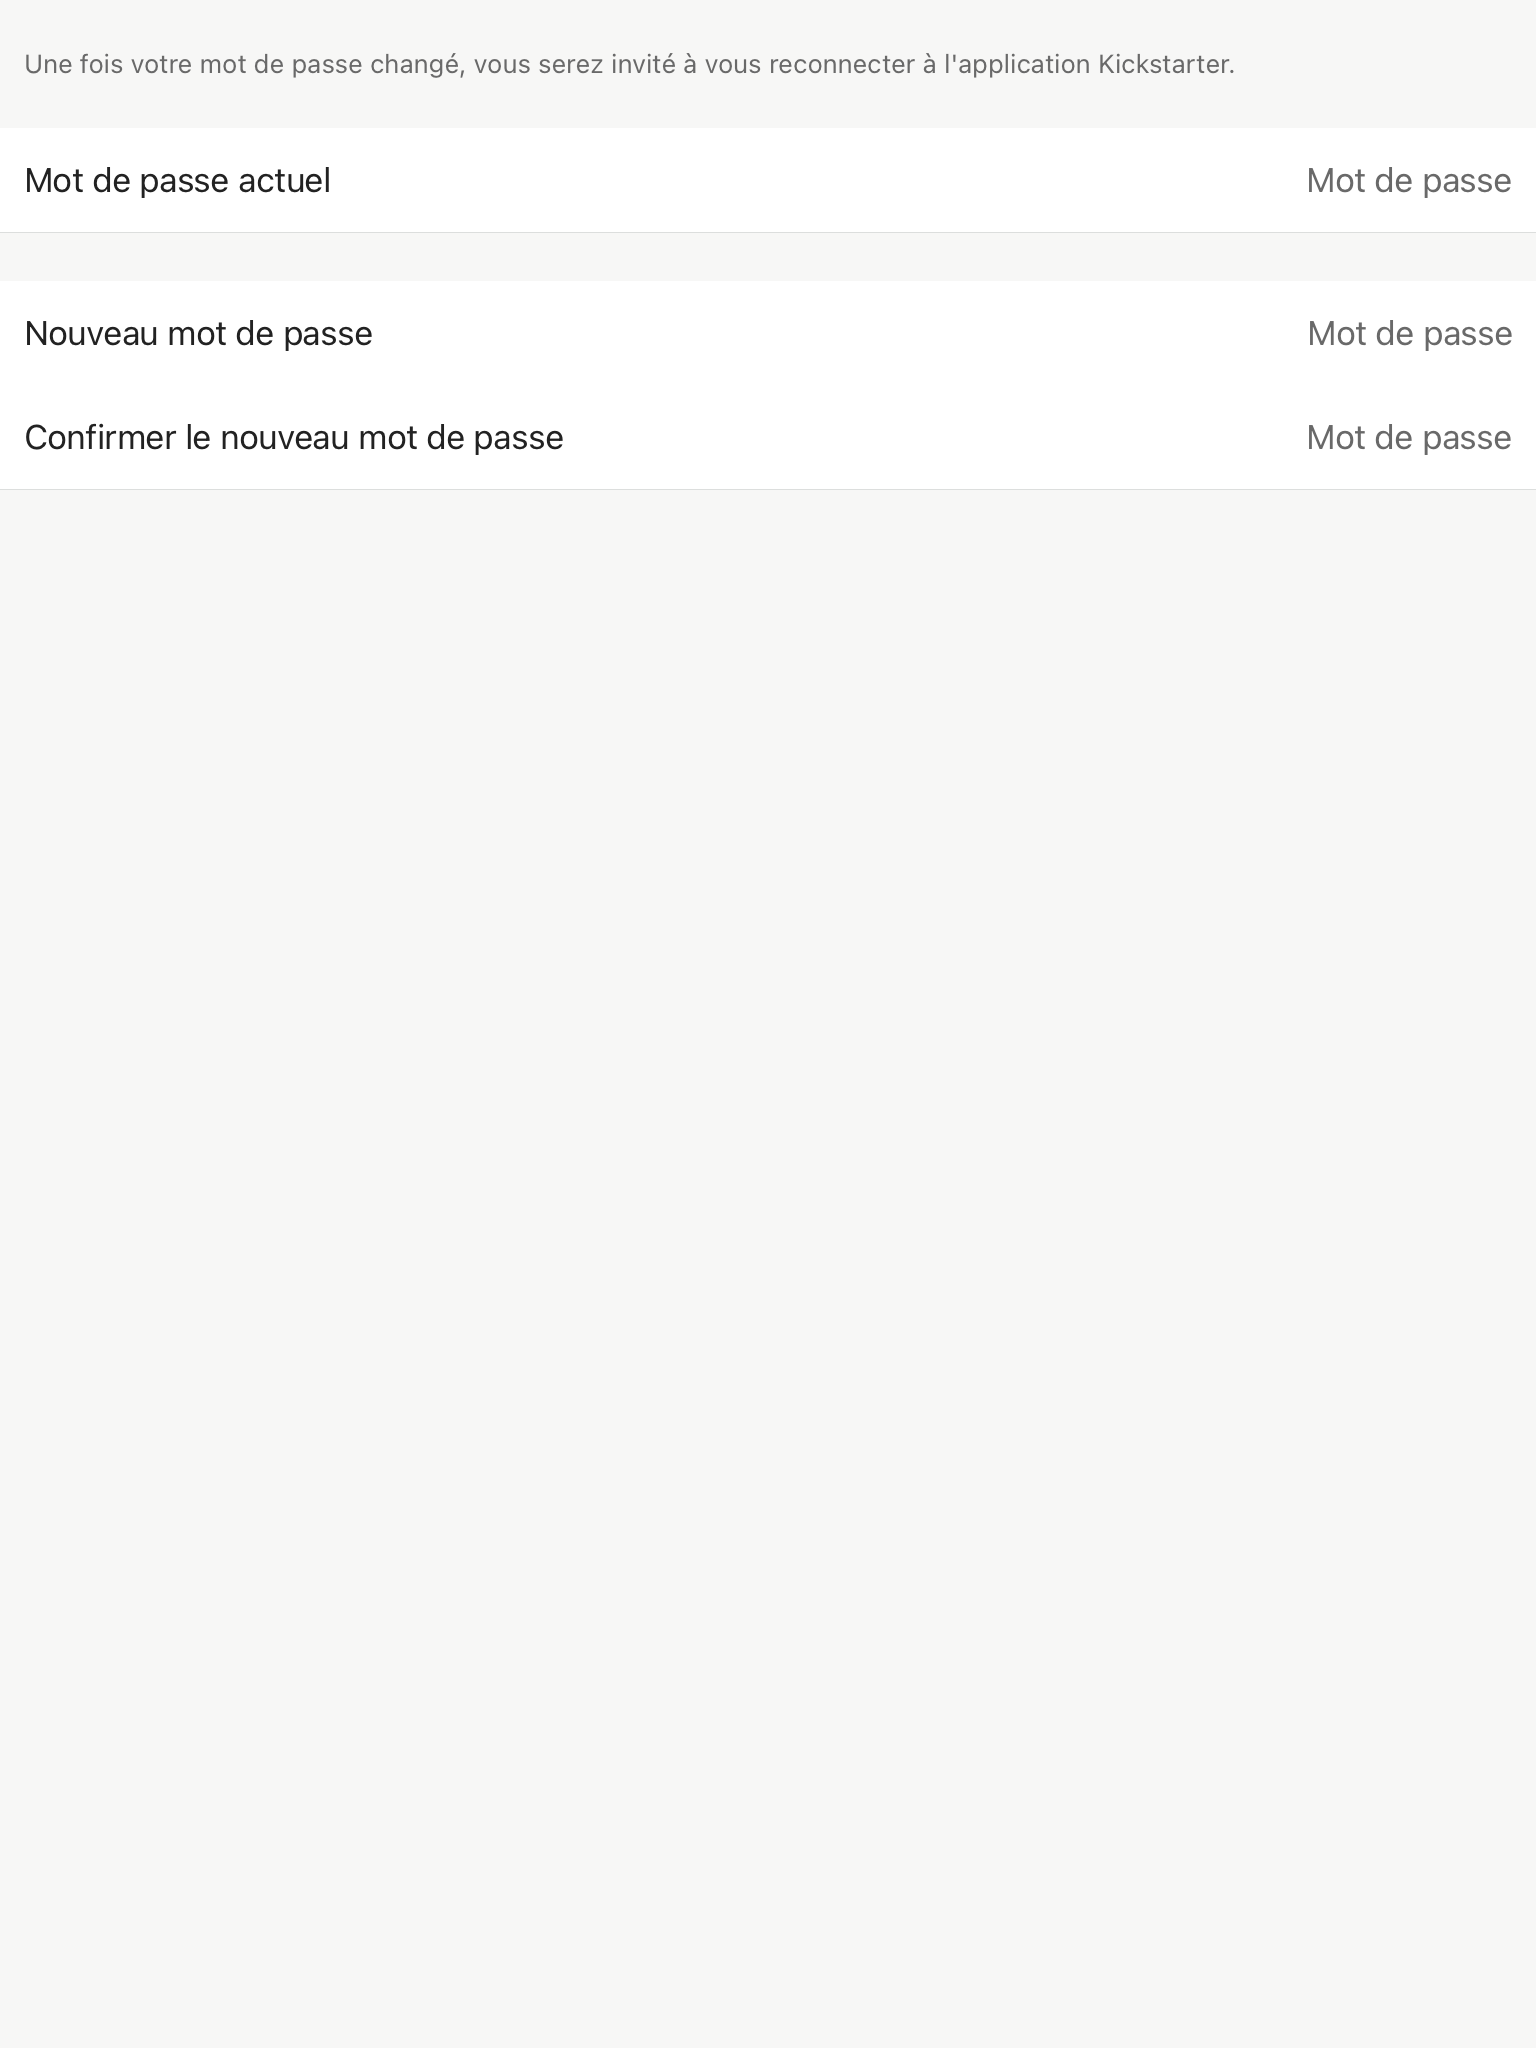 Une fois votre mot de passe changé, vous serez invité à vous reconnecter à l'application Kickstarter.
Mot de passe actuel Mot de passe
Nouveau mot de passe Mot de passe
Confirmer le nouveau mot de passe Mot de passe